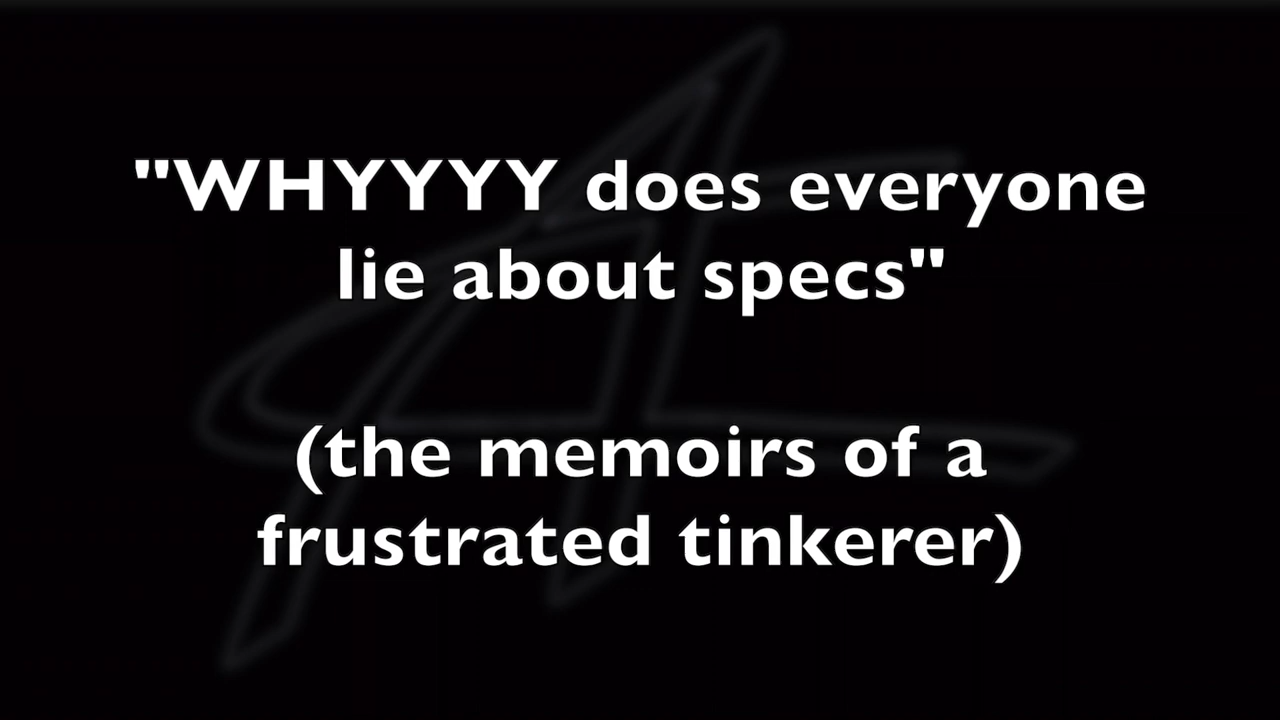 "WHYYYY does everyone
lie about specs"
(the memoirs of a
frustrated tinkerer)